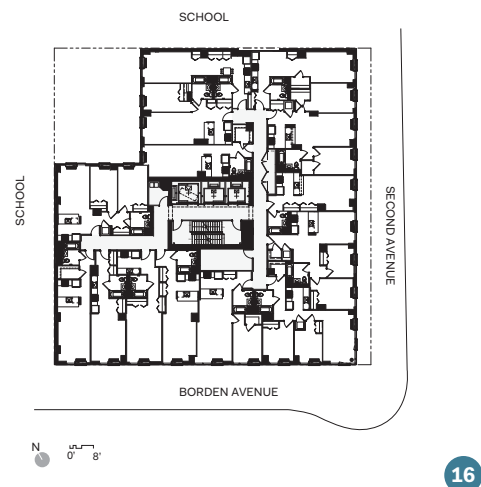 SCHOOL
SCHOOL
SECOND AVENUE
BORDEN AVENUE
N
0' 8'
16